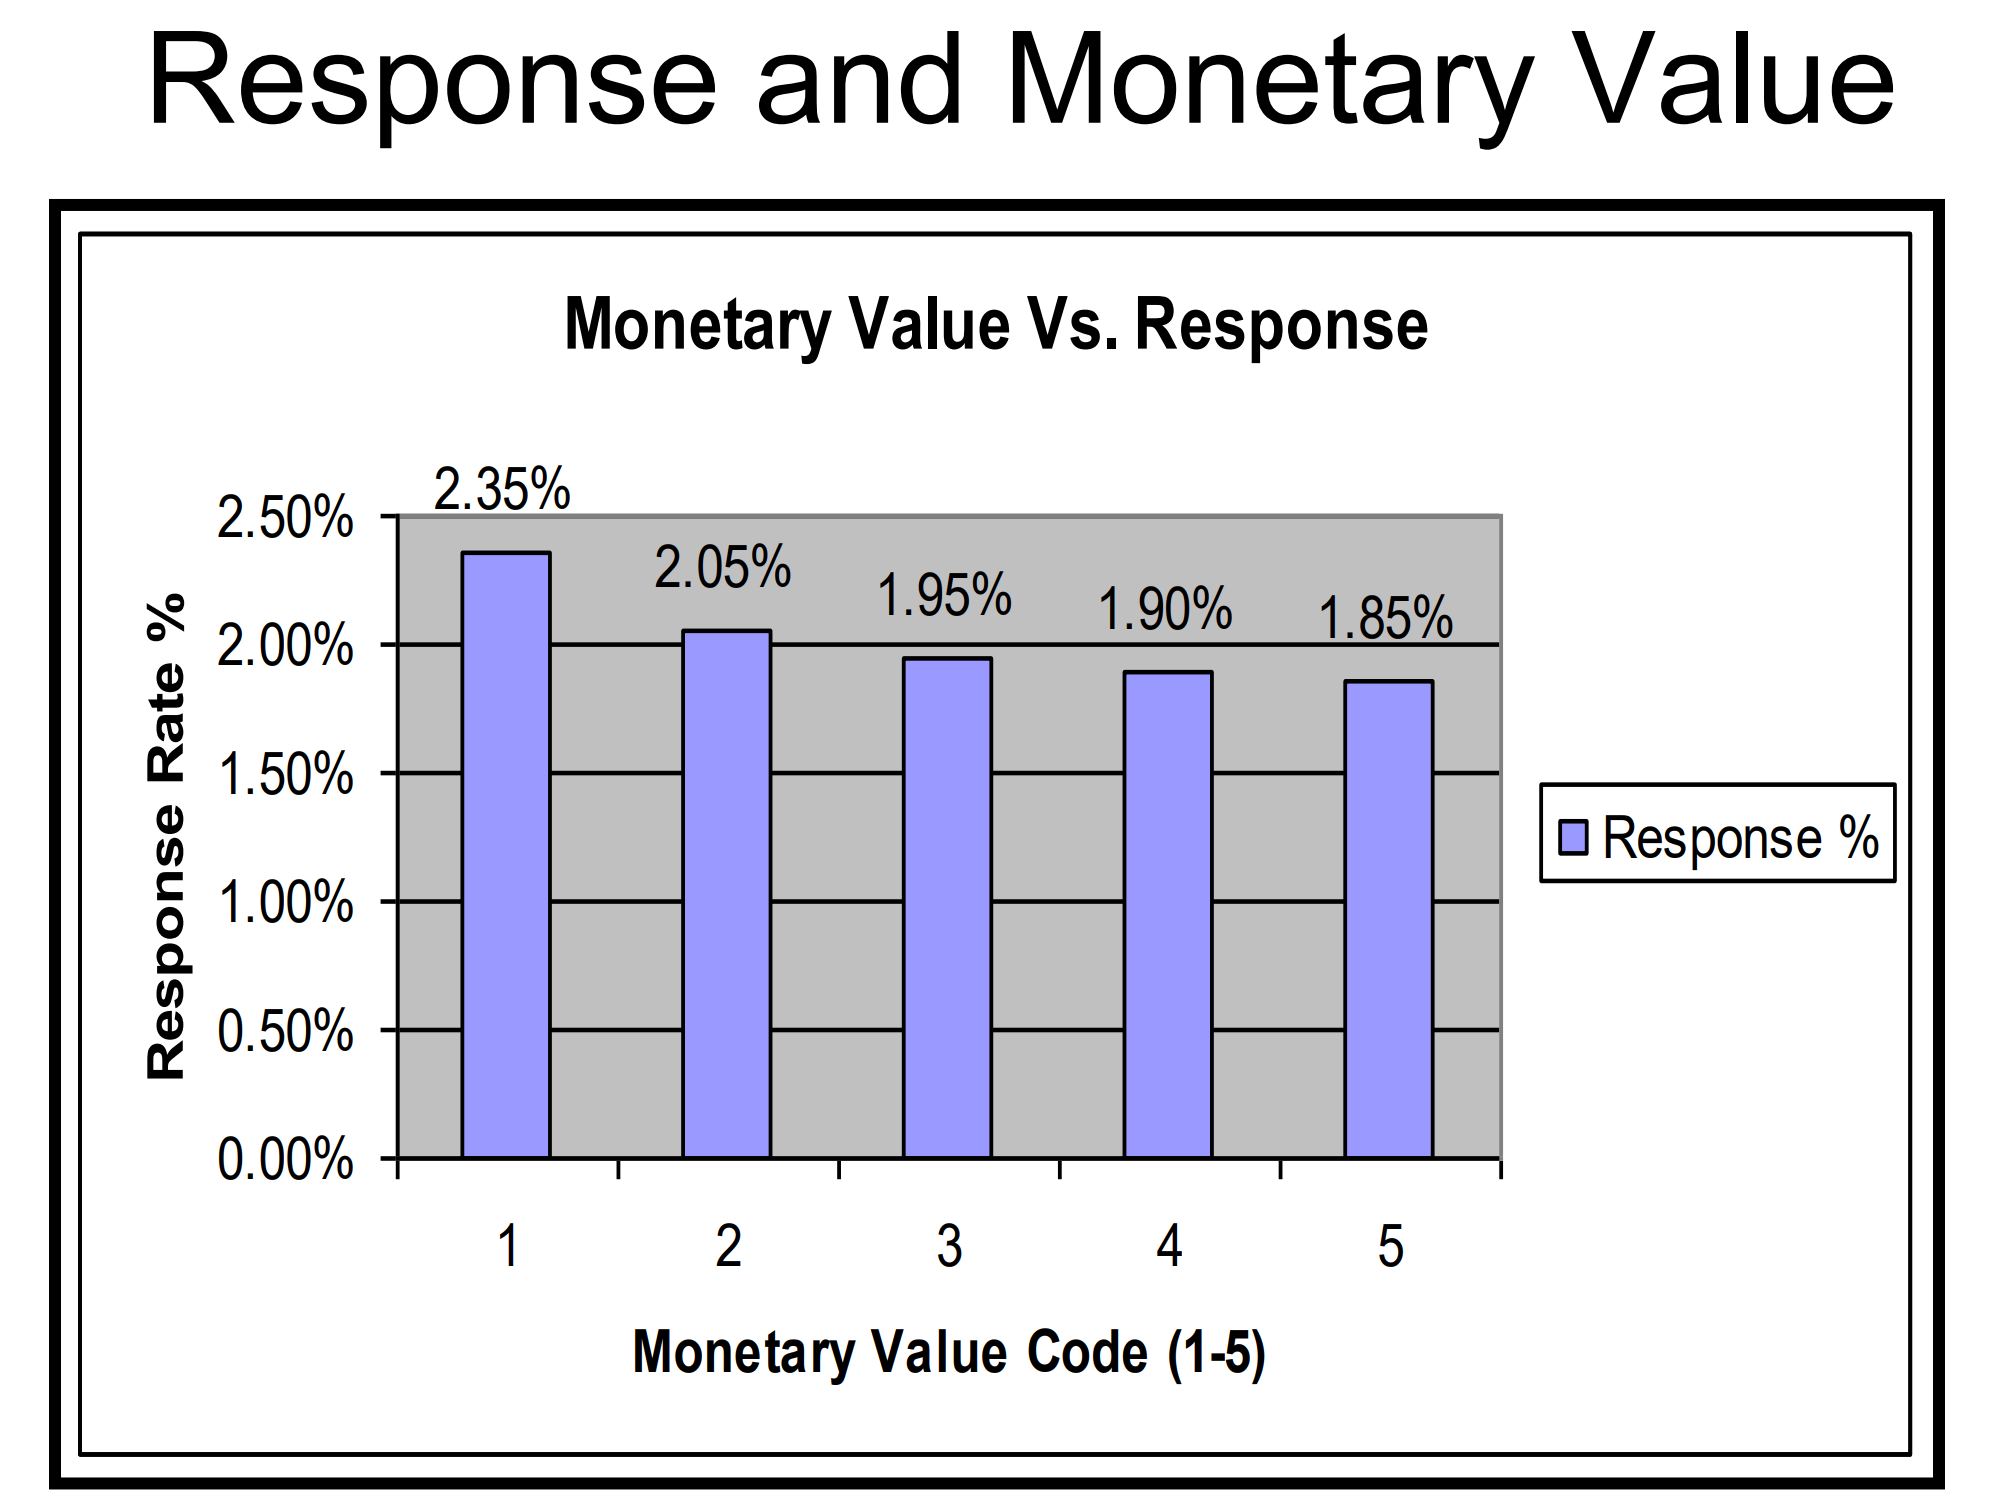 Response and Monetary Value
Monetary Value Vs. Response
2.35%
2.05%
1.95%
1.90%
1.85%
2.50%
2.00%
1.50%
1.00%
0.50%
0.00%
Response Rate %
1 2 3 4 5
Monetary Value Code (1-5)
Response %